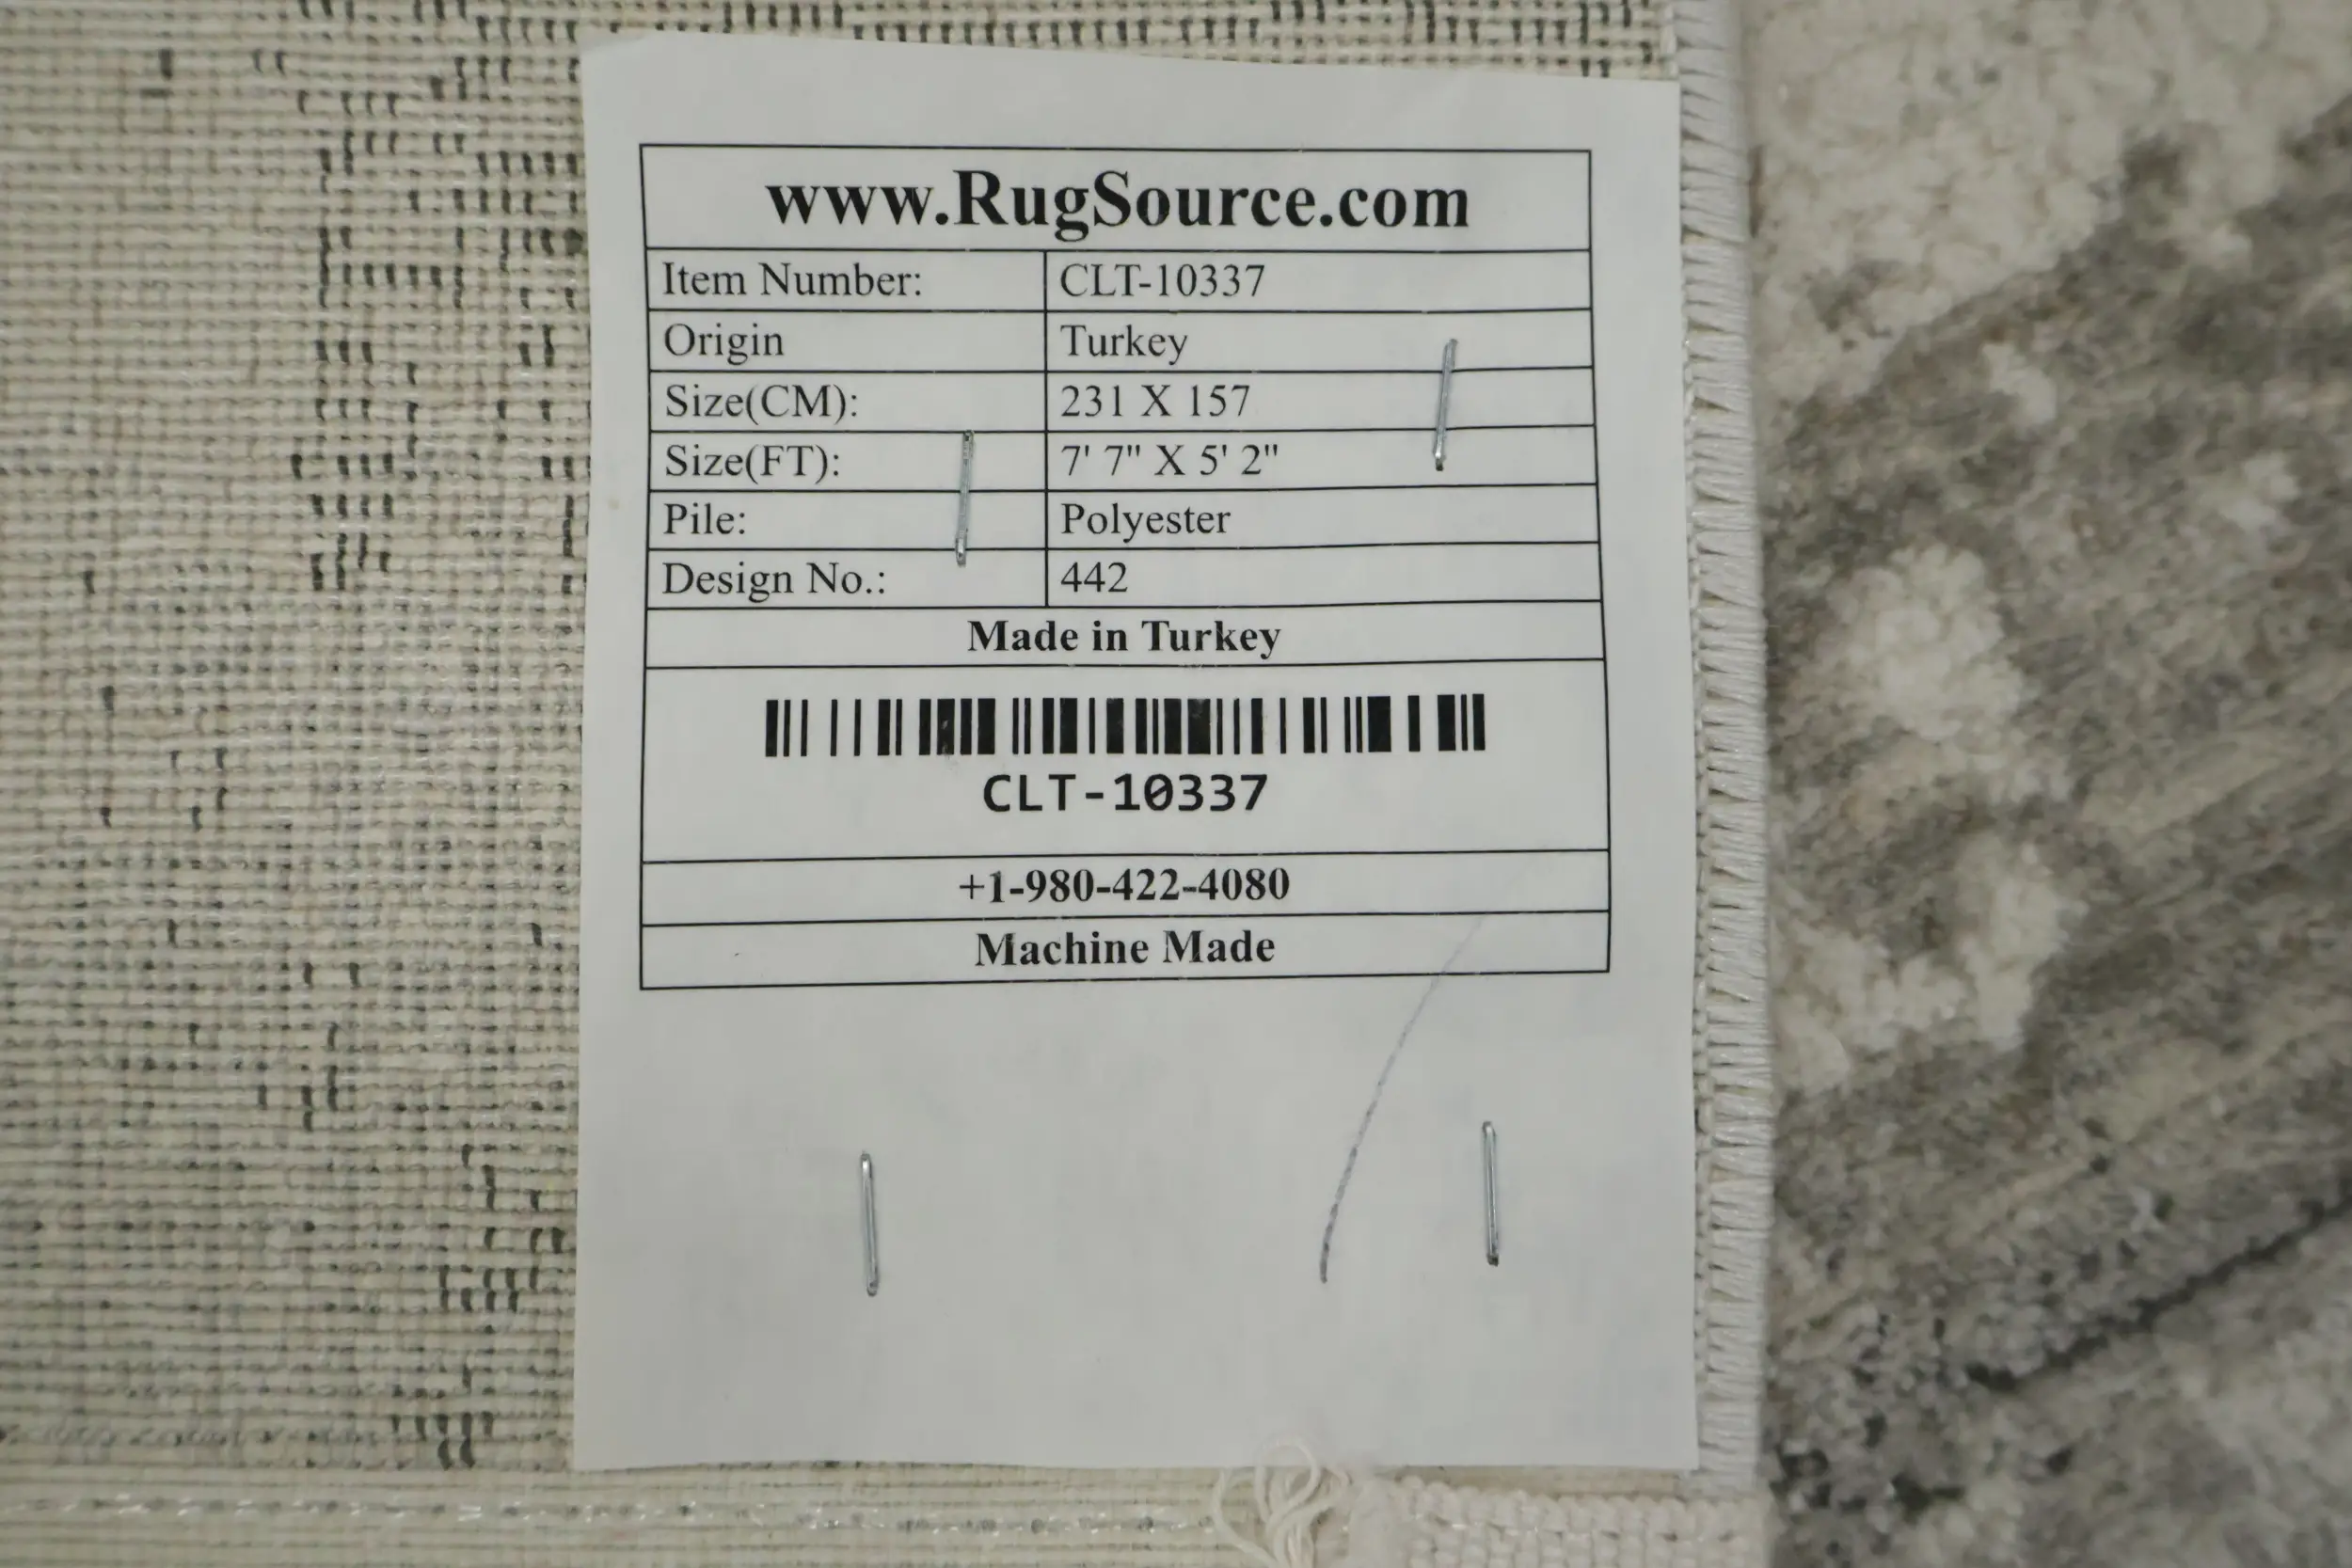 www.RugSource.com
Item Number: CLT-10337
Origin Turkey
Size(CM): 231 X 157
Size(FT): 7' 7" X 5' 2"
Pile: Polyester
Design No.: 442
Made in Turkey
CLT-10337
+1-980-422-4080
Machine Made